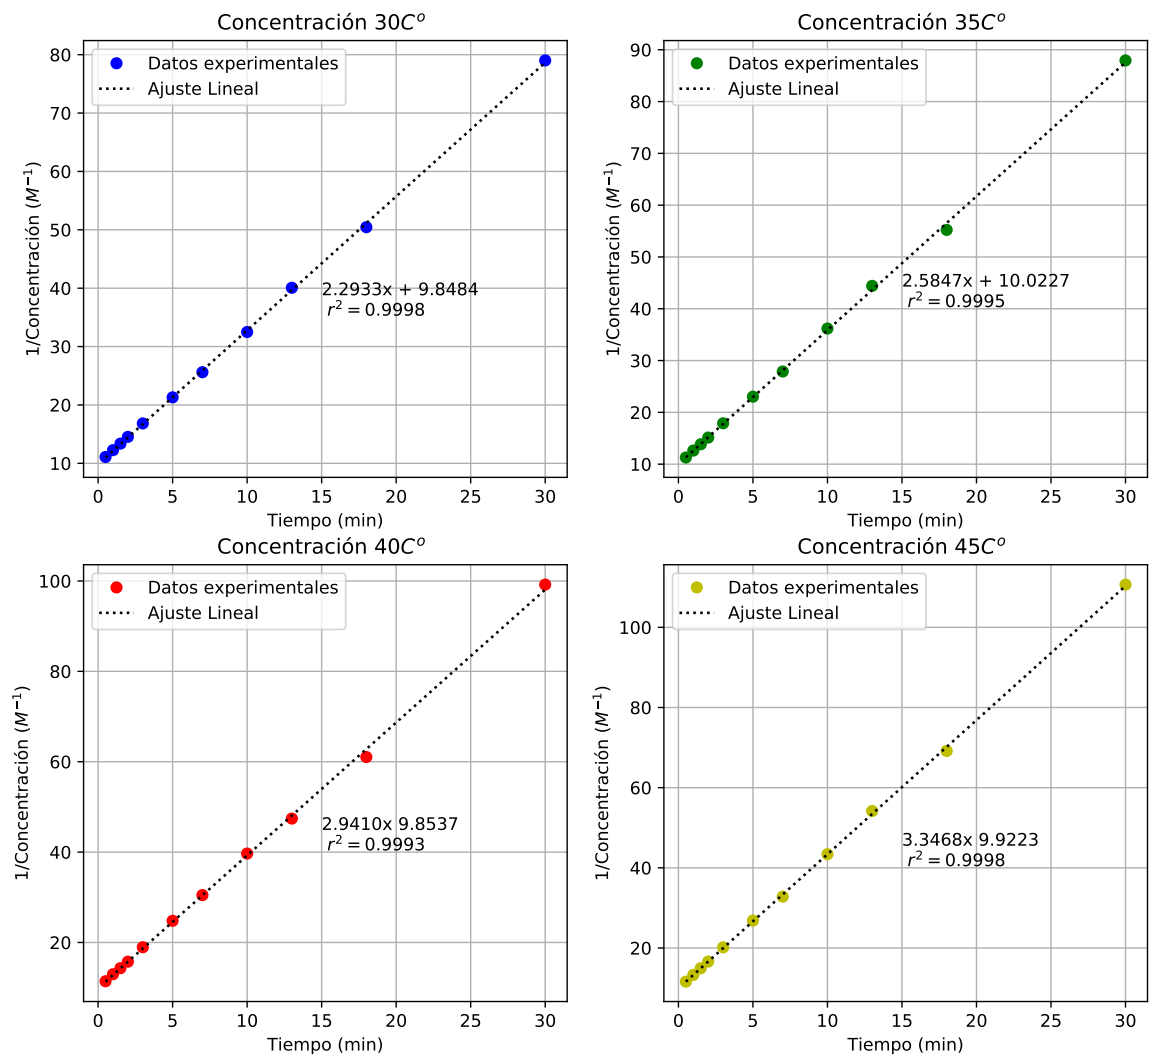 Concentración 30C^o
Datos experimentales
Ajuste Lineal
1/Concentración (M^−1)
80
70
60
50
40
30
20
10
2.2933x + 9.8484
r^2 = 0.9998
0 5 10 15 20 25 30
Tiempo (min)
Concentración 35C^o
Datos experimentales
Ajuste Lineal
1/Concentración (M^−1)
90
80
70
60
50
40
30
20
10
2.5847x + 10.0227
r^2 = 0.9995
0 5 10 15 20 25 30
Tiempo (min)
Concentración 40C^o
Datos experimentales
Ajuste Lineal
1/Concentración (M^−1)
100
80
60
40
20
2.9410x 9.8537
r^2 = 0.9993
0 5 10 15 20 25 30
Tiempo (min)
Concentración 45C^o
Datos experimentales
Ajuste Lineal
1/Concentración (M^−1)
100
80
60
40
20
3.3468x 9.9223
r^2 = 0.9998
0 5 10 15 20 25 30
Tiempo (min)